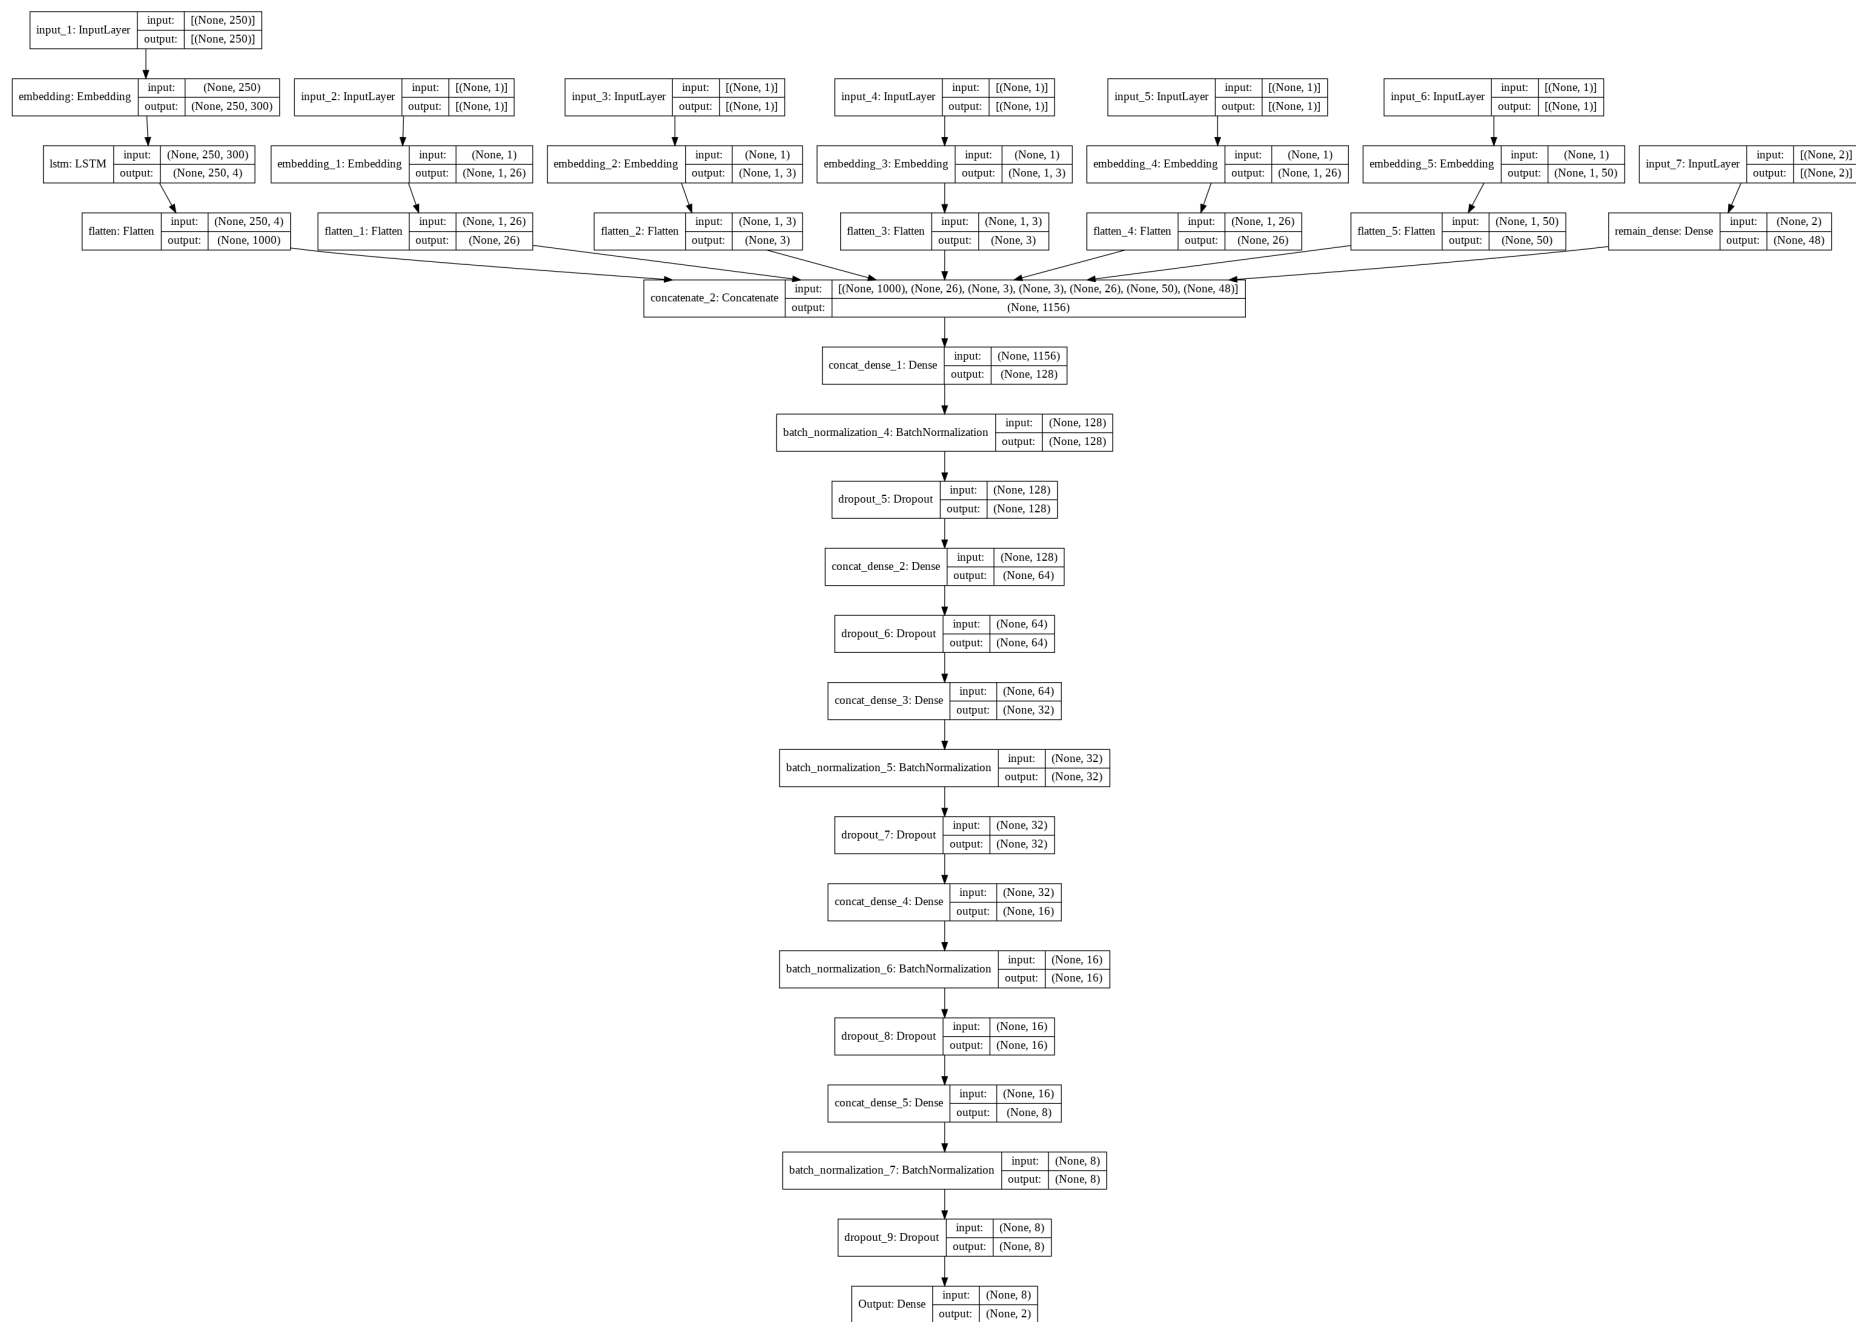 input_1: InputLayer input: [(None, 250)]
output: [(None, 250)]
embedding: Embedding input: (None, 250)
output: (None, 250, 300)
input_2: InputLayer input: [(None, 1)]
output: [(None, 1)]
input_3: InputLayer input: [(None, 1)]
output: [(None, 1)]
input_4: InputLayer input: [(None, 1)]
output: [(None, 1)]
input_5: InputLayer input: [(None, 1)]
output: [(None, 1)]
input_6: InputLayer input: [(None, 1)]
output: [(None, 1)]
lstm: LSTM input: (None, 250, 300)
output: (None, 250, 4)
embedding_1: Embedding input: (None, 1)
output: (None, 1, 26)
embedding_2: Embedding input: (None, 1)
output: (None, 1, 3)
embedding_3: Embedding input: (None, 1)
output: (None, 1, 3)
embedding_4: Embedding input: (None, 1)
output: (None, 1, 26)
embedding_5: Embedding input: (None, 1)
output: (None, 1, 50)
input_7: InputLayer input: [(None, 2)]
output: [(None, 2)]
flatten: Flatten input: (None, 250, 4)
output: (None, 1000)
flatten_1: Flatten input: (None, 1, 26)
output: (None, 26)
flatten_2: Flatten input: (None, 1, 3)
output: (None, 3)
flatten_3: Flatten input: (None, 1, 3)
output: (None, 3)
flatten_4: Flatten input: (None, 1, 26)
output: (None, 26)
flatten_5: Flatten input: (None, 1, 50)
output: (None, 50)
remain_dense: Dense input: (None, 2)
output: (None, 48)
concatenate_2: Concatenate input: [(None, 1000), (None, 26), (None, 3), (None, 3), (None, 26), (None, 50), (None, 48)]
output: (None, 1156)
concat_dense_1: Dense input: (None, 1156)
output: (None, 128)
batch_normalization_4: BatchNormalization input: (None, 128)
output: (None, 128)
dropout_5: Dropout input: (None, 128)
output: (None, 128)
concat_dense_2: Dense input: (None, 128)
output: (None, 64)
dropout_6: Dropout input: (None, 64)
output: (None, 64)
concat_dense_3: Dense input: (None, 64)
output: (None, 32)
batch_normalization_5: BatchNormalization input: (None, 32)
output: (None, 32)
dropout_7: Dropout input: (None, 32)
output: (None, 32)
concat_dense_4: Dense input: (None, 32)
output: (None, 16)
batch_normalization_6: BatchNormalization input: (None, 16)
output: (None, 16)
dropout_8: Dropout input: (None, 16)
output: (None, 16)
concat_dense_5: Dense input: (None, 16)
output: (None, 8)
batch_normalization_7: BatchNormalization input: (None, 8)
output: (None, 8)
dropout_9: Dropout input: (None, 8)
output: (None, 8)
Output: Dense input: (None, 8)
output: (None, 2)